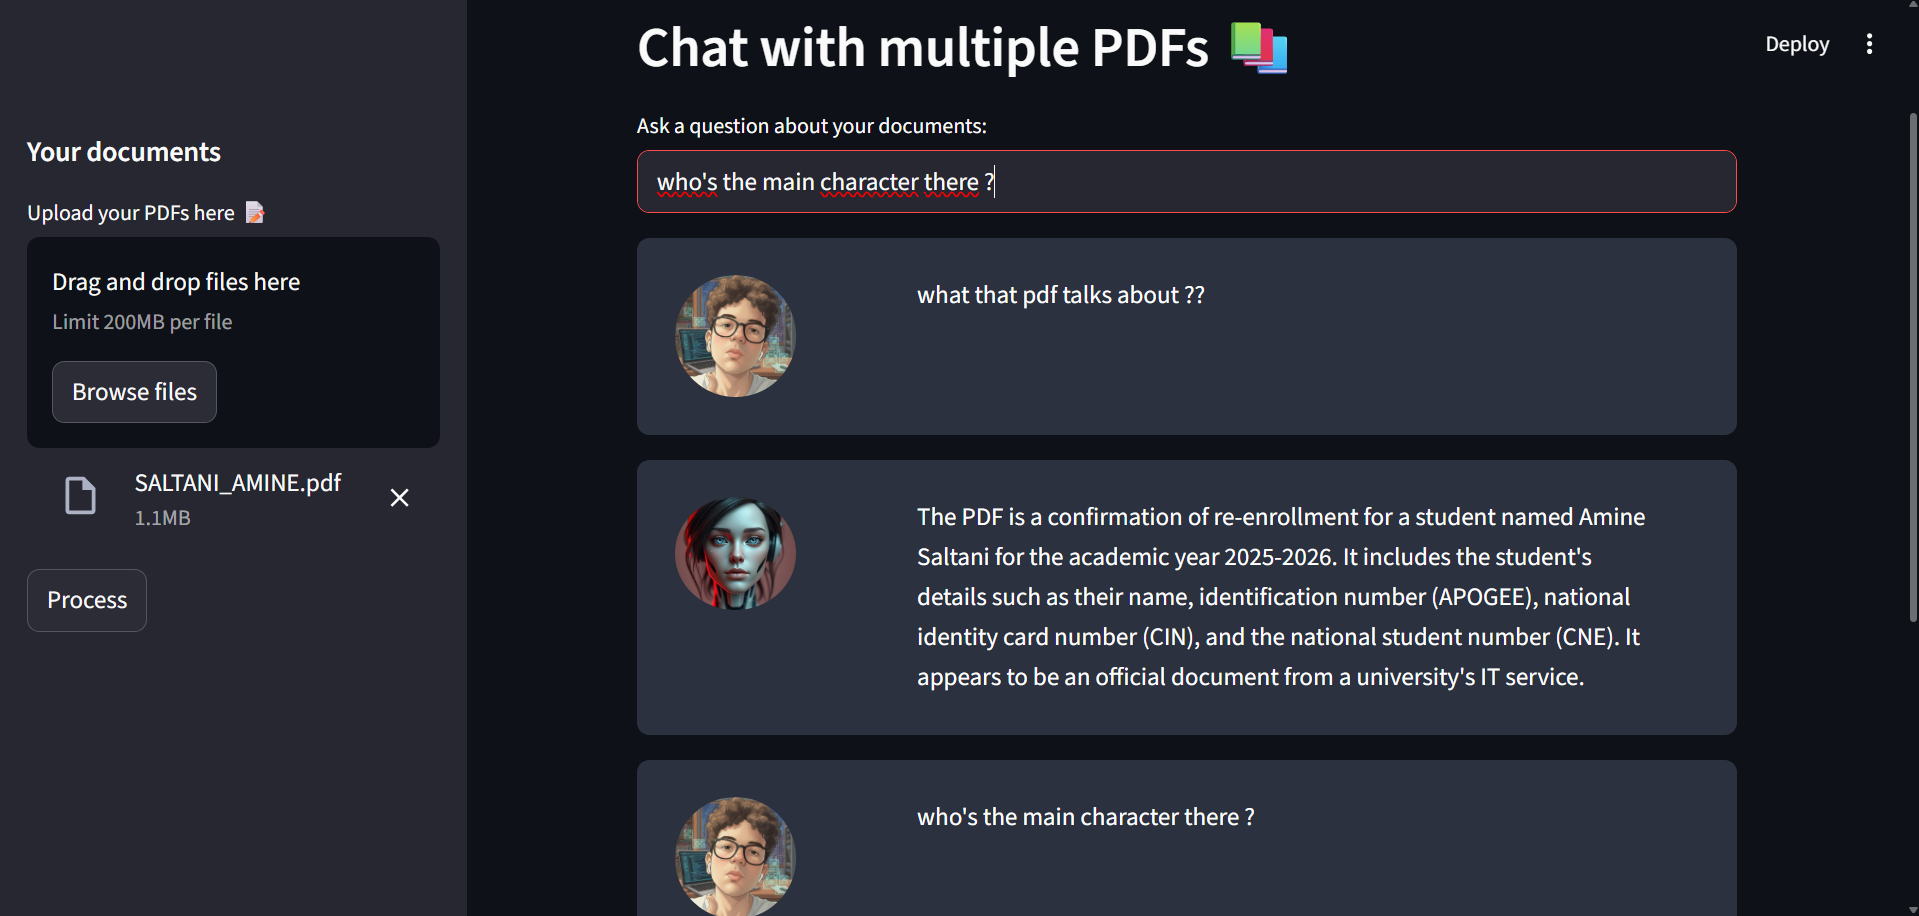 Your documents
Upload your PDFs here
Drag and drop files here
Limit 200MB per file
Browse files
SALTANI_AMINE.pdf
1.1MB
Process
Deploy
Chat with multiple PDFs
Ask a question about your documents:
who's the main character there ?
what that pdf talks about ??
The PDF is a confirmation of re-enrollment for a student named Amine
Saltani for the academic year 2025-2026. It includes the student's
details such as their name, identification number (APOGEE), national
identity card number (CIN), and the national student number (CNE). It
appears to be an official document from a university's IT service.
who's the main character there ?